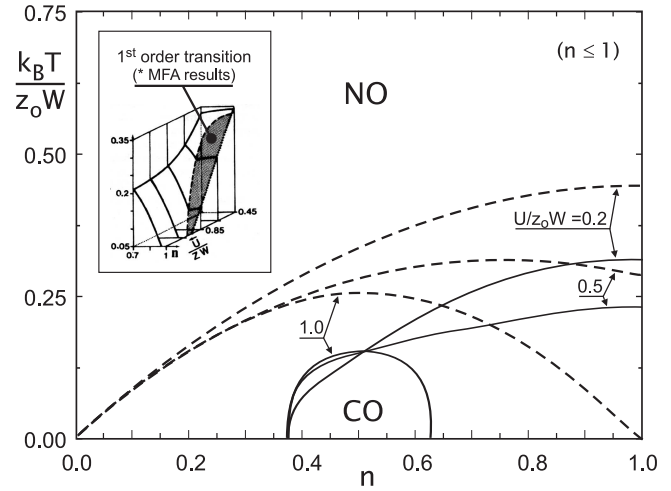 k_BT
z_oW
0.75
0.50
0.25
0.00
0.0
0.2
0.4
0.6
0.8
1.0
n
(n ≤ 1)
NO
CO
U/z_oW =0.2
0.5
1.0
1st order transition
(* MFA results)
0.35
0.2
0.05
0.7
1
n
U
zW
0.85
0.45